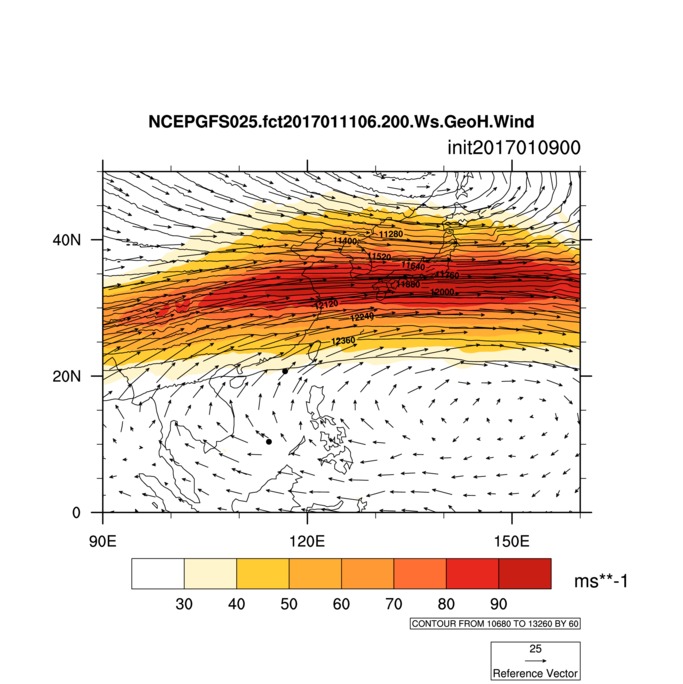 NCEPGFS025.fct2017011106.200.Ws.GeoH.Wind
init2017010900
40N
20N
0
11280
11400
11520
11640
11760
11880
12000
12120
12240
12360
90E 120E 150E
30 40 50 60 70 80 90
ms**-1
CONTOUR FROM 10680 TO 13260 BY 60
25
Reference Vector